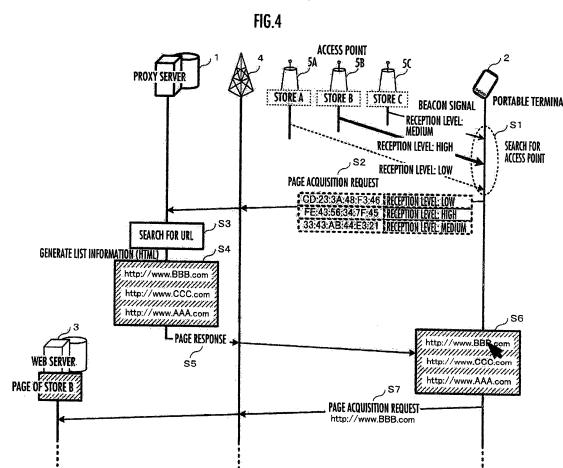 FIG.4
1
4
ACCESS POINT
5A
5B
5C
2
PROXY SERVER
STORE A
STORE B
STORE C
PORTABLE TERMINAL
BEACON SIGNAL
RECEPTION LEVEL: MEDIUM
S1
RECEPTION LEVEL: HIGH
SEARCH FOR ACCESS POINT
RECEPTION LEVEL: LOW
S2
PAGE ACQUISITION REQUEST
CD:23:3A:48:F3:46 RECEPTION LEVEL: LOW
FE:43:56:34:7F:45 RECEPTION LEVEL: HIGH
33:43:AB:44:E3:21 RECEPTION LEVEL: MEDIUM
S3
SEARCH FOR URL
GENERATE LIST INFORMATION (HTML)
S4
http://www.BBB.com
http://www.CCC.com
http://www.AAA.com
S6
http://www.BBB.com
http://www.CCC.com
http://www.AAA.com
PAGE RESPONSE
S5
3
WEB SERVER
PAGE OF STORE B
S7
PAGE ACQUISITION REQUEST
http://www.BBB.com